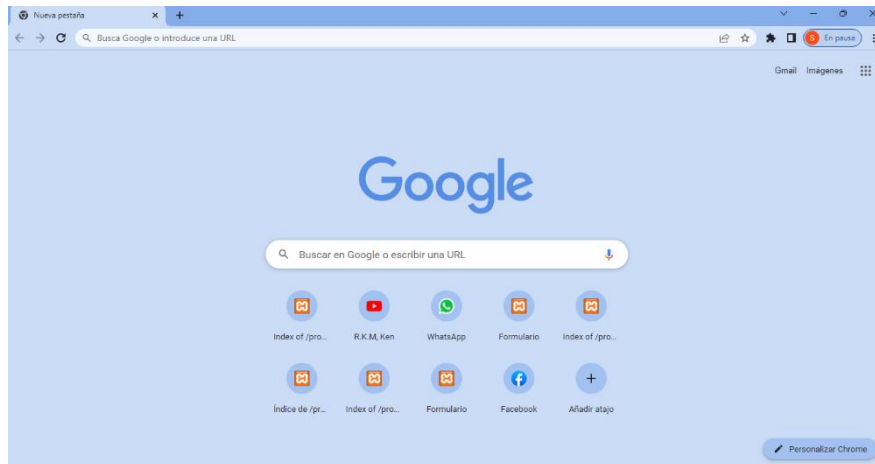 Nueva pestaña
Busca Google o introduce una URL
S En pausa
Gmail Imágenes
Google
Buscar en Google o escribir una URL
Index of /pro... R.K.M, Ken WhatsApp Formulario Index of /pro...
Índice de /pr... Index of /pro... Formulario Facebook Añadir atajo
Personalizar Chrome